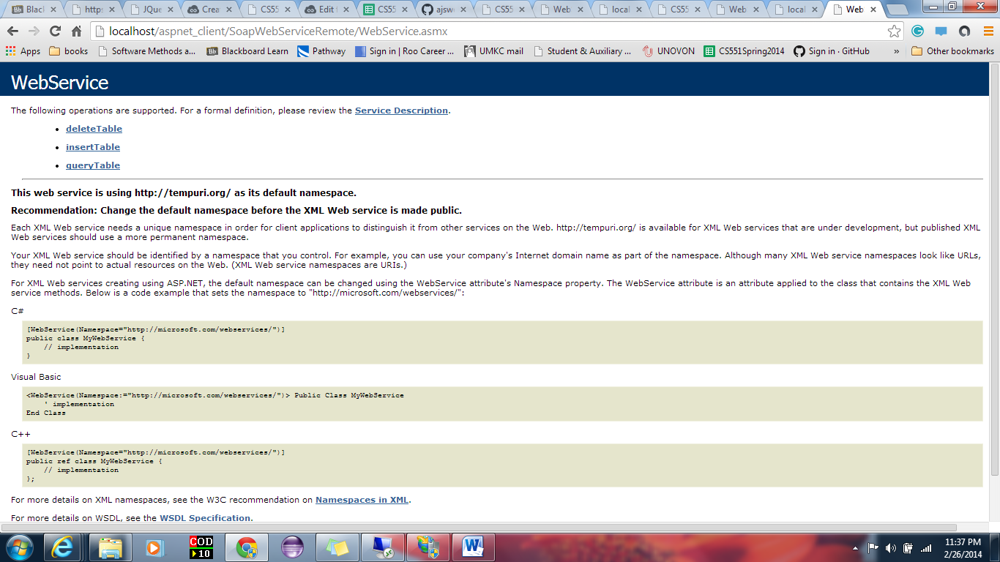 Blac
https
JQue
Crea
CS55
Edit
CS55
ajsw
CS55
Web
local
CS55
Web
local
Web
localhost/aspnet_client/SoapWebServiceRemote/WebService.asmx
Apps
books
Software Methods a...
Bb
Blackboard Learn
Pathway
Sign in | Roo Career ...
UMKC mail
Student & Auxiliary ...
UNOVON
CS551Spring2014
Sign in · GitHub
»
Other bookmarks
WebService
The following operations are supported. For a formal definition, please review the Service Description.
• deleteTable
• insertTable
• queryTable
This web service is using http://tempuri.org/ as its default namespace.
Recommendation: Change the default namespace before the XML Web service is made public.
Each XML Web service needs a unique namespace in order for client applications to distinguish it from other services on the Web. http://tempuri.org/ is available for XML Web services that are under development, but published XML
Web services should use a more permanent namespace.
Your XML Web service should be identified by a namespace that you control. For example, you can use your company's Internet domain name as part of the namespace. Although many XML Web service namespaces look like URLs,
they need not point to actual resources on the Web. (XML Web service namespaces are URIs.)
For XML Web services creating using ASP.NET, the default namespace can be changed using the WebService attribute's Namespace property. The WebService attribute is an attribute applied to the class that contains the XML Web
service methods. Below is a code example that sets the namespace to "http://microsoft.com/webservices/":
C#
[WebService(Namespace="http://microsoft.com/webservices/")]
public class MyWebService {
    // implementation
}
Visual Basic
<WebService(Namespace:="http://microsoft.com/webservices/")> Public Class MyWebService
    ' implementation
End Class
C++
[WebService(Namespace="http://microsoft.com/webservices/")]
public ref class MyWebService {
    // implementation
};
For more details on XML namespaces, see the W3C recommendation on Namespaces in XML.
For more details on WSDL, see the WSDL Specification.
COD
10
11:37 PM
2/26/2014